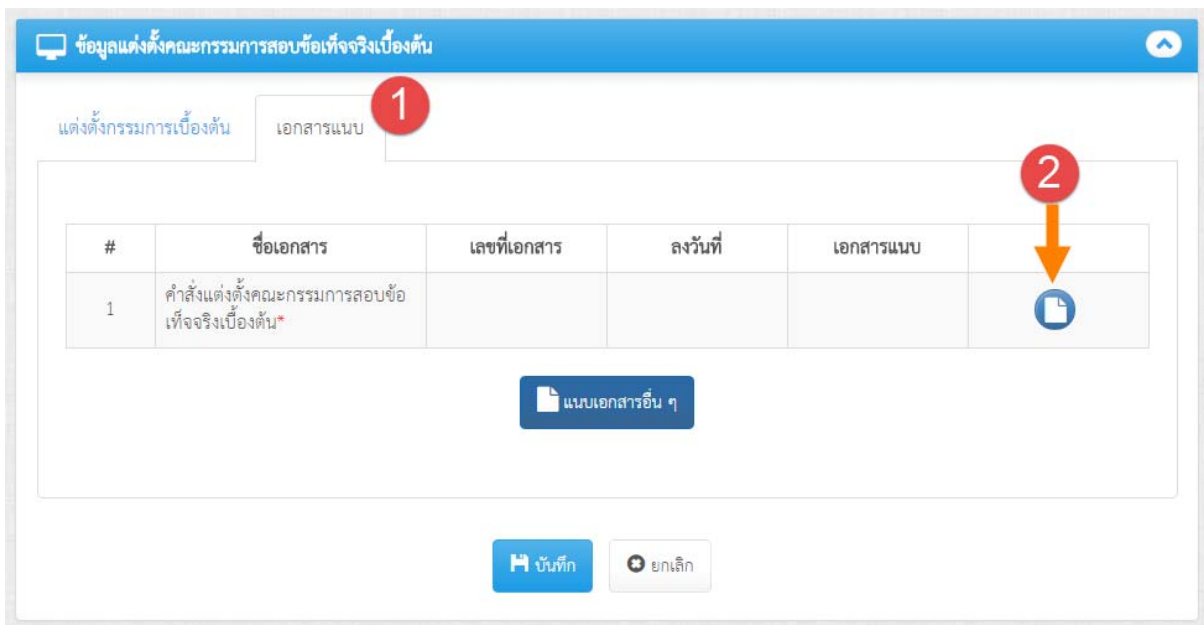 ข้อมูลแต่งตั้งคณะกรรมการสอบข้อเท็จจริงเบื้องต้น
แต่งตั้งกรรมการเบื้องต้น
เอกสารแนบ
1
2
# ชื่อเอกสาร เลขที่เอกสาร ลงวันที่ เอกสารแนบ
1 คำสั่งแต่งตั้งคณะกรรมการสอบข้อ
เท็จจริงเบื้องต้น*
แนบเอกสารอื่น ๆ
บันทึก
ยกเลิก